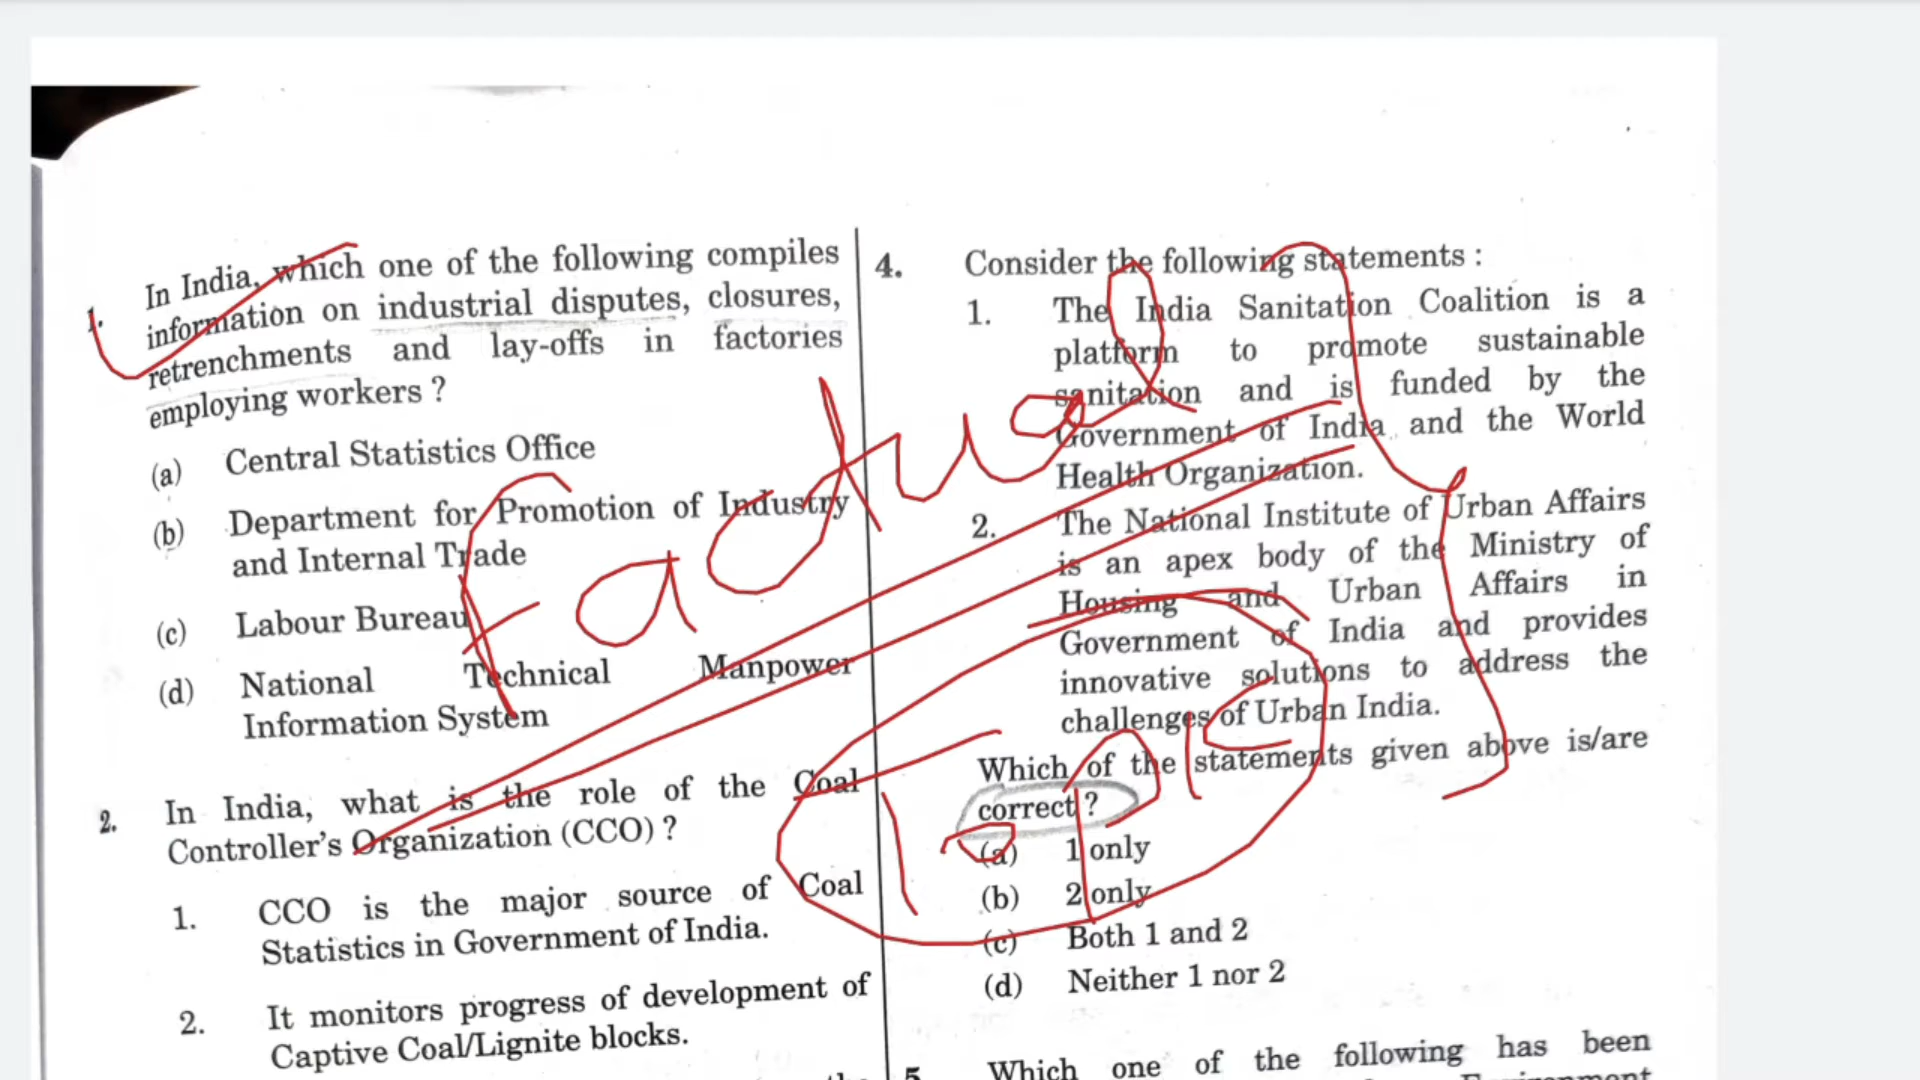 1. In India, which one of the following compiles
information on industrial disputes, closures,
retrenchments and lay-offs in factories
employing workers ?
(a) Central Statistics Office
(b) Department for Promotion of Industry
and Internal Trade
(c) Labour Bureau
(d) National Technical Manpower
Information System
2. In India, what is the role of the Coal
Controller's Organization (CCO) ?
1. CCO is the major source of Coal
Statistics in Government of India.
2. It monitors progress of development of
Captive Coal/Lignite blocks.
4. Consider the following statements :
1. The India Sanitation Coalition is a
platform to promote sustainable
sanitation and is funded by the
Government of India and the World
Health Organization.
2. The National Institute of Urban Affairs
is an apex body of the Ministry of
Housing and Urban Affairs in
Government of India and provides
innovative solutions to address the
challenges of Urban India.
Which of the statements given above is/are
correct ?
(a) 1 only
(b) 2 only
(c) Both 1 and 2
(d) Neither 1 nor 2
5. Which one of the following has been
Factual
Topic